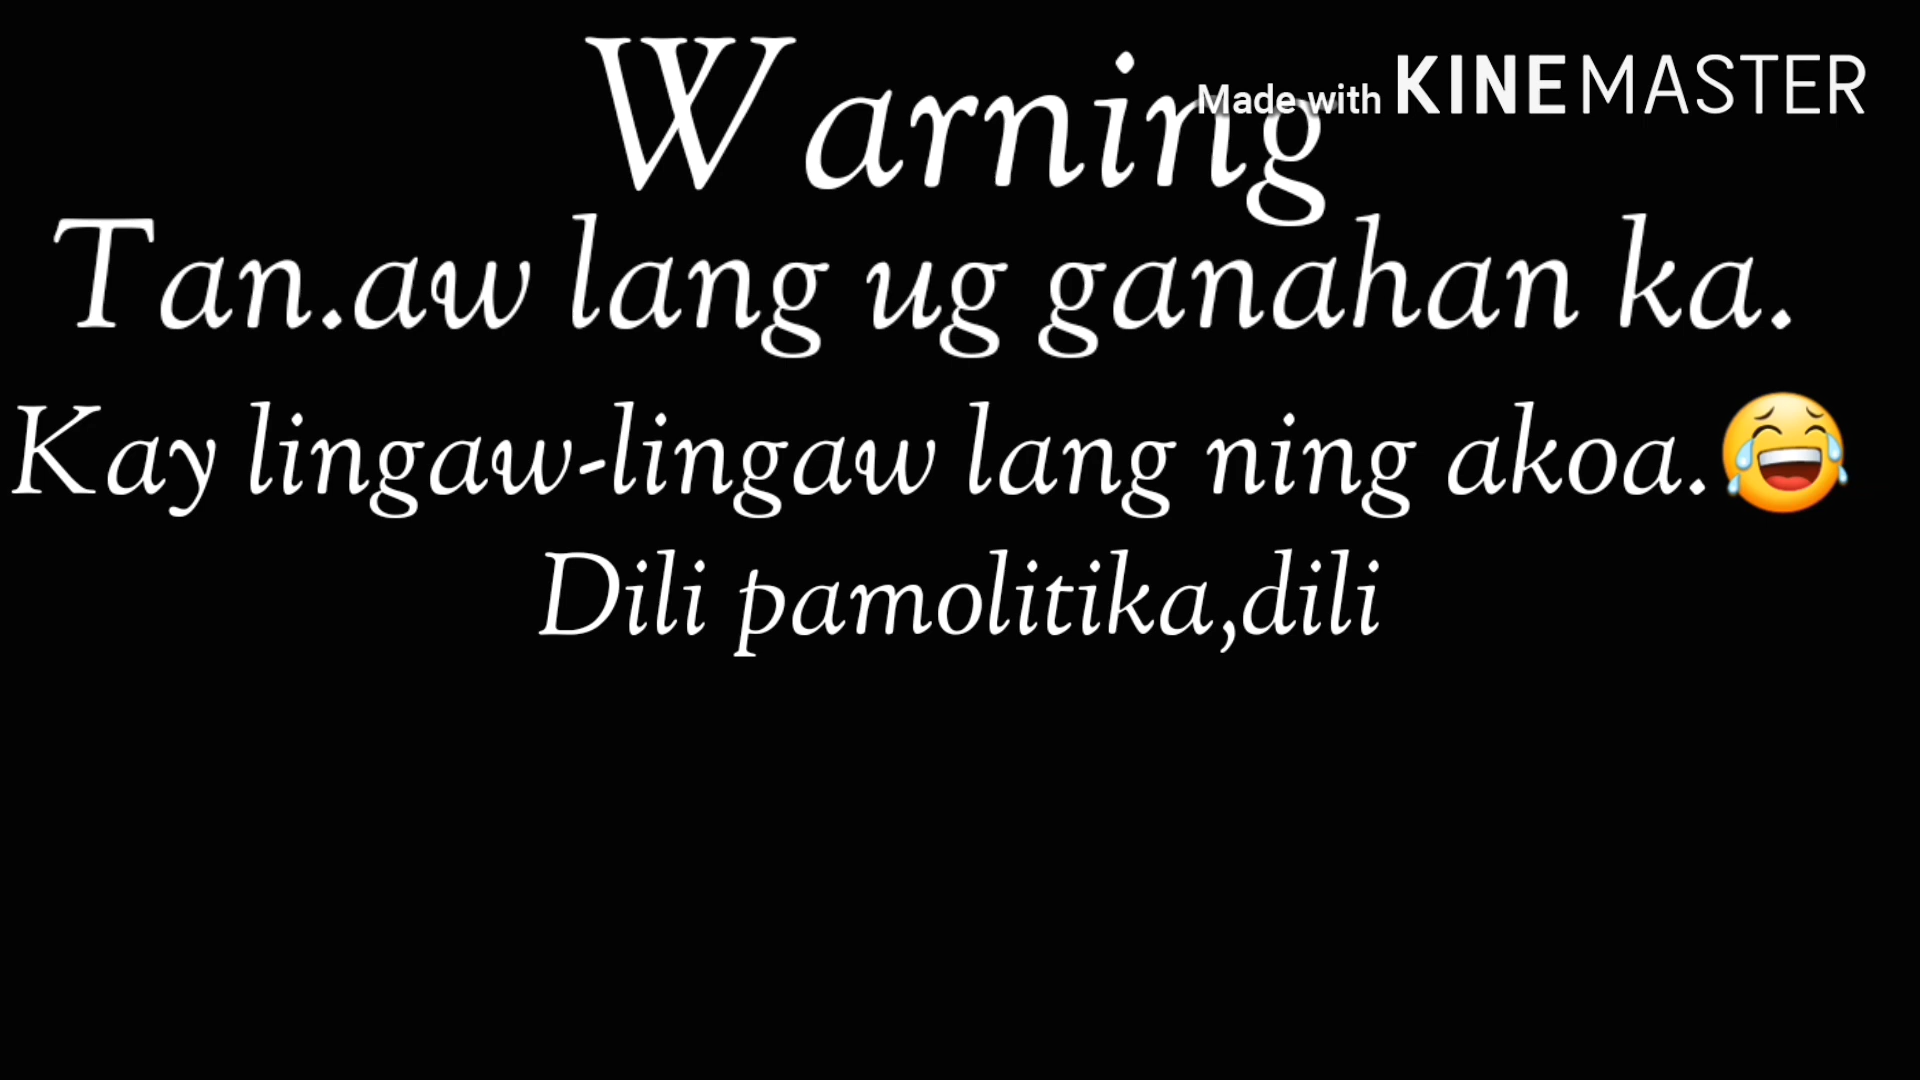 Warning
Made with KINEMASTER
Tan.aw lang ug ganahan ka.
Kay lingaw-lingaw lang ning akoa.😂
Dili pamolitika,dili